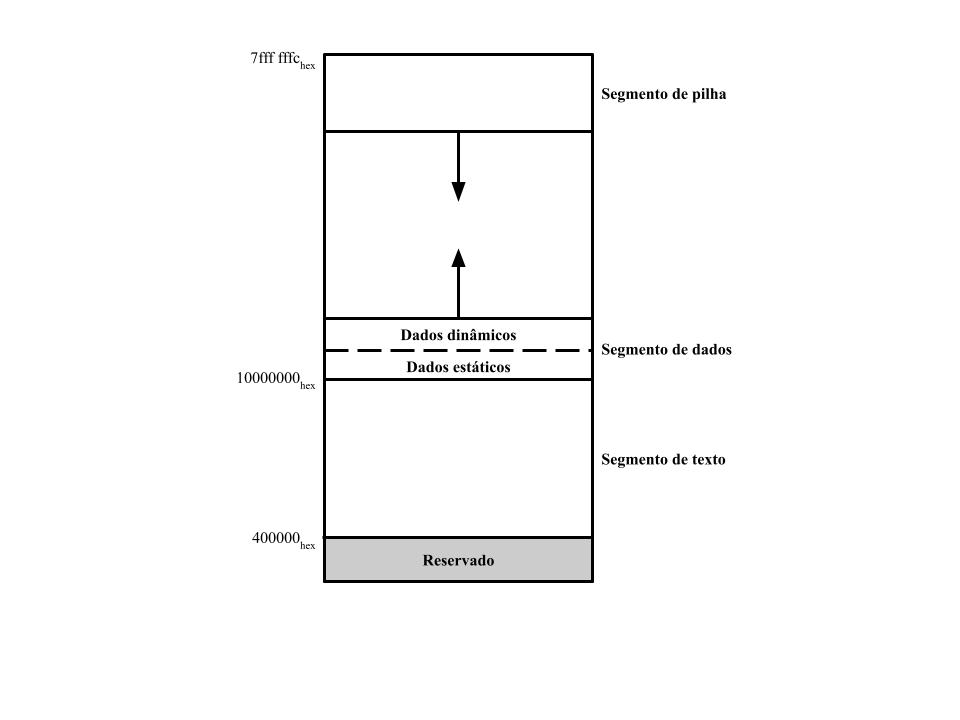 7fff fffc hex
Segmento de pilha
Dados dinâmicos
Segmento de dados
Dados estáticos
10000000 hex
Segmento de texto
400000 hex
Reservado